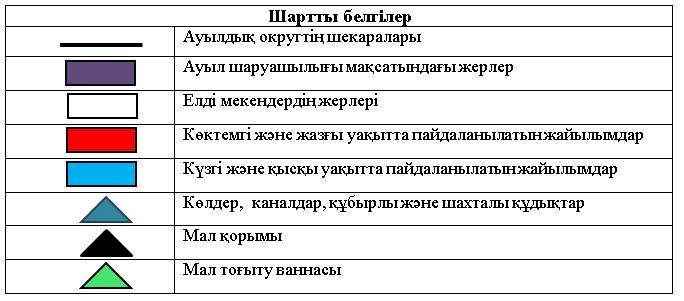 Шартты белгілер
Ауылдық округтің шекаралары
Ауыл шаруашылығы мақсатындағы жерлер
Елді мекендердің жерлері
Көктемгі және жазғы уақытта пайдаланылатын жайылымдар
Күзгі және қысқы уақытта пайдаланылатын жайылымдар
Көлдер, каналдар, құбырлы және шахталы құдықтар
Мал қорымы
Мал тоғыту ваннасы